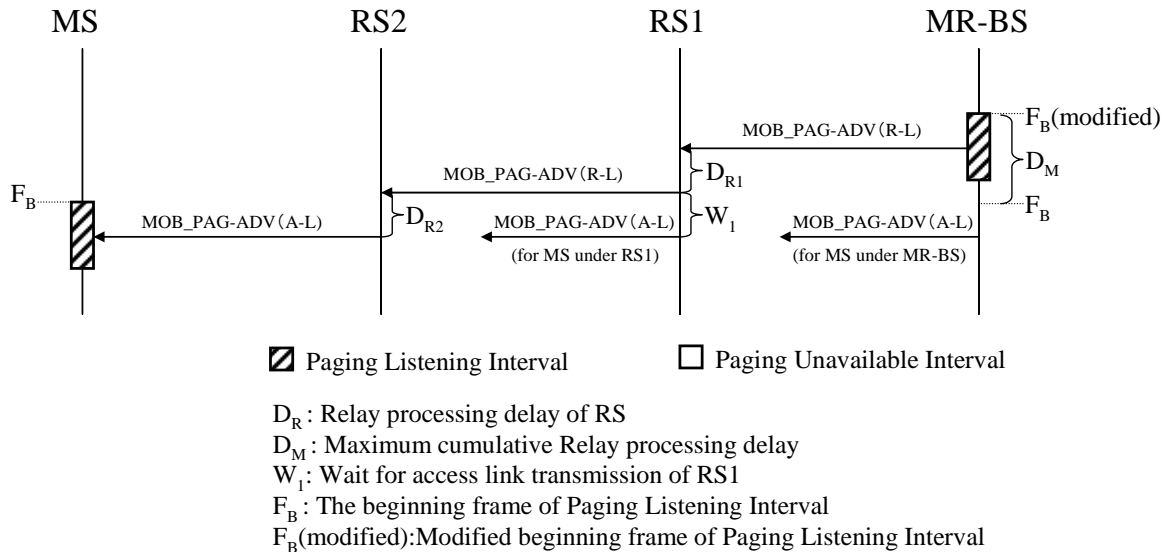 MS RS2 RS1 MR-BS
F_B(modified)
MOB_PAG-ADV(R-L)
D_M
MOB_PAG-ADV(R-L)
D_R1
F_B
F_B
D_R2
W_1
MOB_PAG-ADV(A-L) MOB_PAG-ADV(A-L) MOB_PAG-ADV(A-L)
(for MS under RS1) (for MS under MR-BS)
Paging Listening Interval Paging Unavailable Interval
D_R: Relay processing delay of RS
D_M: Maximum cumulative Relay processing delay
W_1: Wait for access link transmission of RS1
F_B: The beginning frame of Paging Listening Interval
F_B(modified):Modified beginning frame of Paging Listening Interval